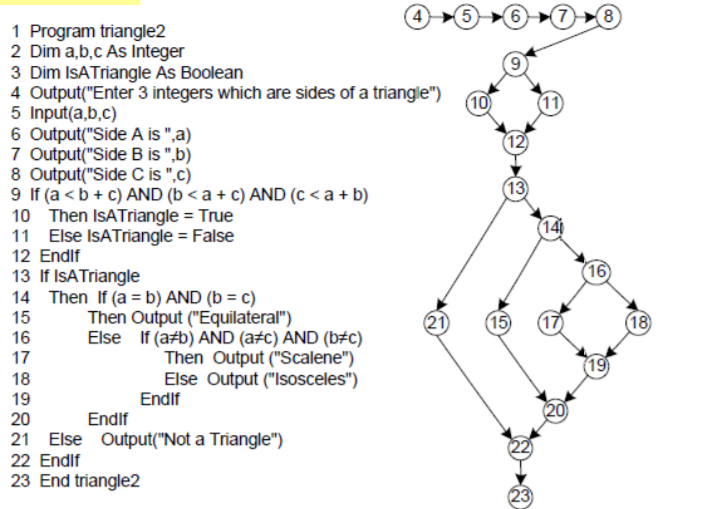 1 Program triangle2
2 Dim a,b,c As Integer
3 Dim IsATriangle As Boolean
4 Output("Enter 3 integers which are sides of a triangle")
5 Input(a,b,c)
6 Output("Side A is ",a)
7 Output("Side B is ",b)
8 Output("Side C is ",c)
9 If (a < b + c) AND (b < a + c) AND (c < a + b)
10 Then IsATriangle = True
11 Else IsATriangle = False
12 EndIf
13 If IsATriangle
14 Then If (a = b) AND (b = c)
15 Then Output ("Equilateral")
16 Else If (a≠b) AND (a≠c) AND (b≠c)
17 Then Output ("Scalene")
18 Else Output ("Isosceles")
19 EndIf
20 EndIf
21 Else Output("Not a Triangle")
22 EndIf
23 End triangle2
4 5 6 7 8
9
10 11
12
13
14
16
21 15 17 18
19
20
22
23